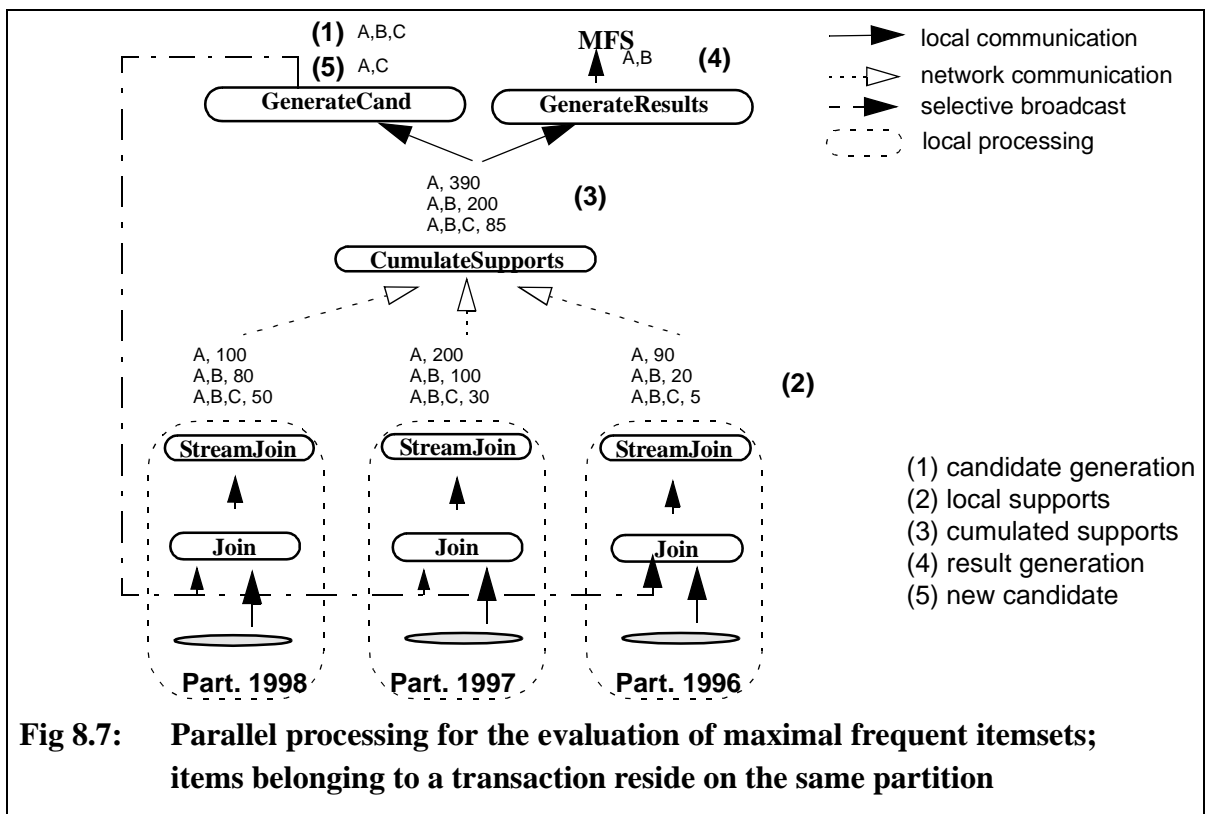 (1) A,B,C
(5) A,C
GenerateCand
MFS
A,B
(4)
GenerateResults
local communication
network communication
selective broadcast
local processing
A, 390
A,B, 200
A,B,C, 85
(3)
CumulateSupports
A, 100
A,B, 80
A,B,C, 50
A, 200
A,B, 100
A,B,C, 30
A, 90
A,B, 20
A,B,C, 5
(2)
StreamJoin
StreamJoin
StreamJoin
Join
Join
Join
Part. 1998
Part. 1997
Part. 1996
(1) candidate generation
(2) local supports
(3) cumulated supports
(4) result generation
(5) new candidate
Fig 8.7: Parallel processing for the evaluation of maximal frequent itemsets;
items belonging to a transaction reside on the same partition